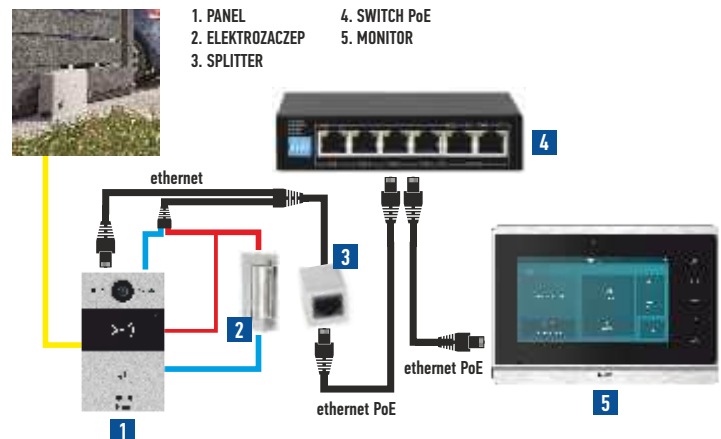 1. PANEL
2. ELEKTROZACZEP
3. SPLITTER
4. SWITCH PoE
5. MONITOR
4
ethernet
3
2
ethernet PoE
ethernet PoE
1
5